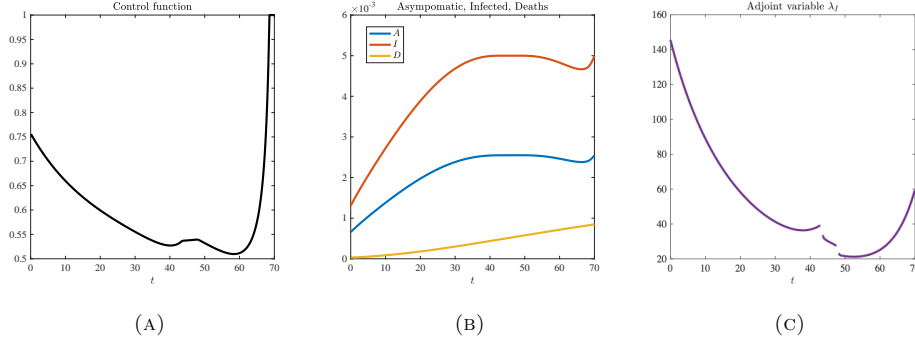 Control function
1
0.95
0.9
0.85
0.8
0.75
0.7
0.65
0.6
0.55
0.5
0 10 20 30 40 50 60 70
t
(A)
×10⁻³ Asympomatic, Infected, Deaths
6
5
4
3
2
1
0
A
I
D
0 10 20 30 40 50 60 70
t
(B)
Adjoint variable λ_I
160
140
120
100
80
60
40
20
0 10 20 30 40 50 60 7
t
(C)